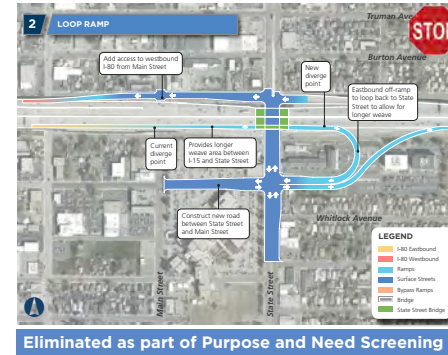 2 LOOP RAMP
Truman Ave
STOP
Burton Avenue
Add access to westbound
I-80 from Main Street
New
diverge
point
Eastbound off-ramp
to loop back to State
Street to allow for
longer weave
Current
diverge
point
Provides longer
weave area between
I-15 and State Street
Construct new road
between State Street
and Main Street
Whitlock Avenue
Main Street
State Street
LEGEND
I-80 Eastbound
I-80 Westbound
Ramps
Surface Streets
Bypass Ramps
Bridge
State Street Bridge
Eliminated as part of Purpose and Need Screening